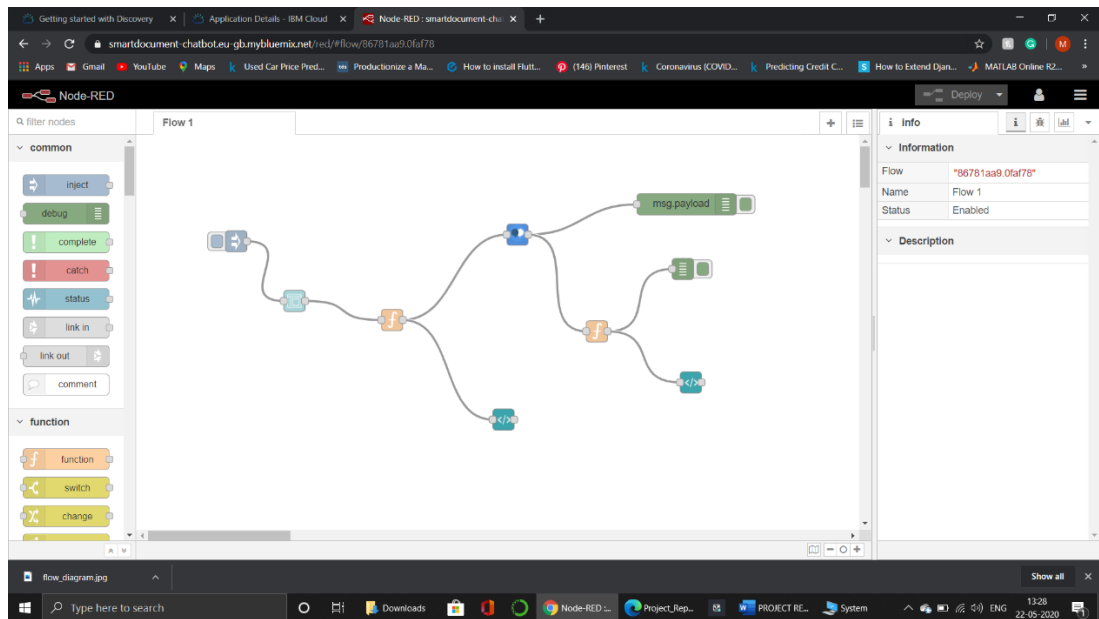 Getting started with Discovery
Application Details - IBM Cloud
Node-RED : smartdocument-cha
smartdocument-chatbot.eu-gb.mybluemix.net/red/#flow/86781aa9.0faf78
M
Apps Gmail YouTube Maps Used Car Price Pred... Productionize a Ma... How to install Flutt... (146) Pinterest Coronavirus (COVID... Predicting Credit C... How to Extend Djan... MATLAB Online R2... »
Node-RED
Deploy
filter nodes
Flow 1
info
common
inject
debug
complete
catch
status
link in
link out
comment
function
function
switch
change
msg.payload
Information
Flow "86781aa9.0faf78"
Name Flow 1
Status Enabled
Description
flow_diagram.jpg
Show all
Type here to search
Downloads
Node-RED :...
Project_Rep...
PROJECT RE...
System
ENG
13:28
22-05-2020